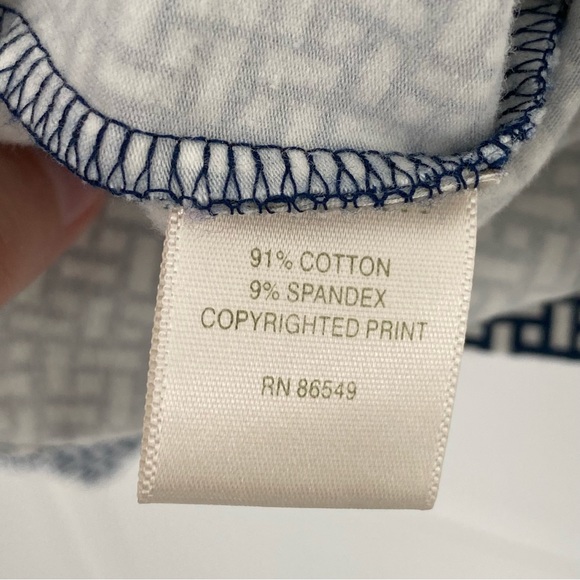 91% COTTON
9% SPANDEX
COPYRIGHTED PRINT
RN 86549